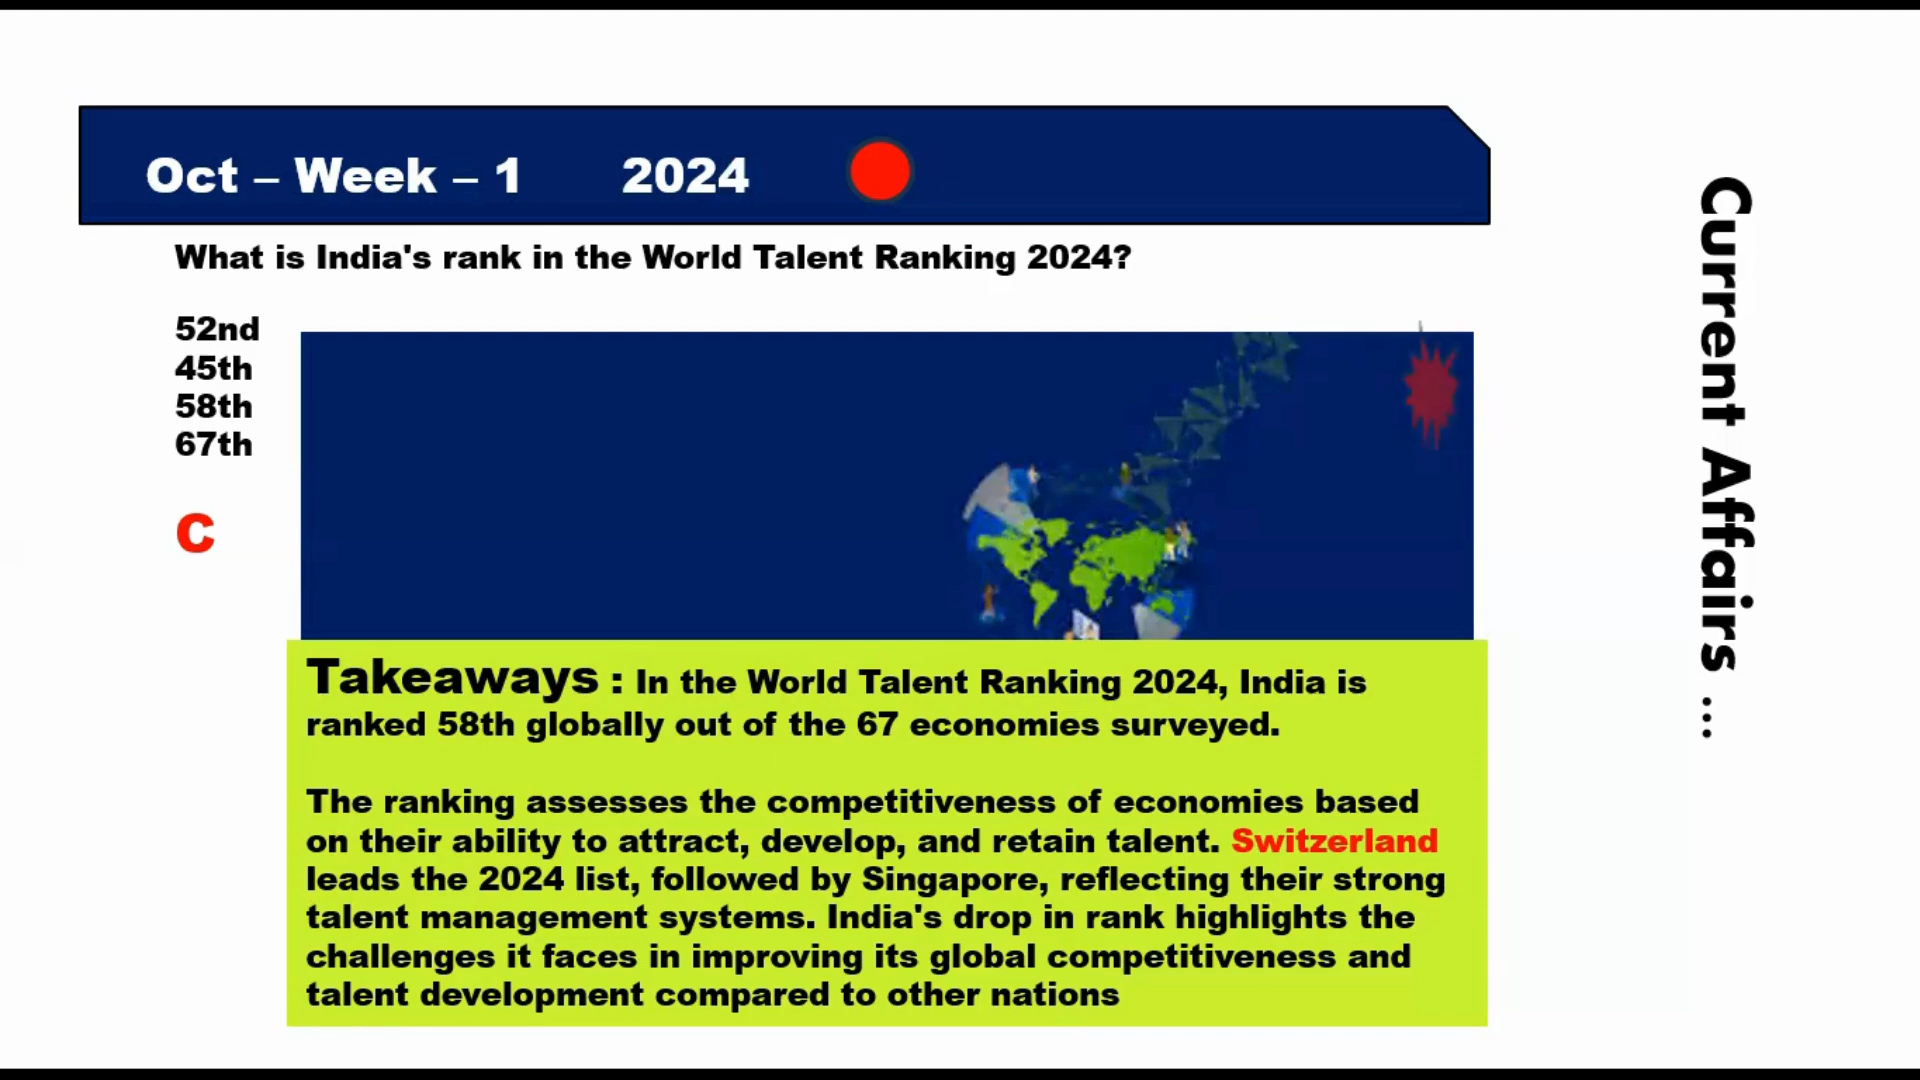 Oct – Week – 1 2024
What is India's rank in the World Talent Ranking 2024?
52nd
45th
58th
67th
C
Takeaways : In the World Talent Ranking 2024, India is
ranked 58th globally out of the 67 economies surveyed.
The ranking assesses the competitiveness of economies based
on their ability to attract, develop, and retain talent. Switzerland
leads the 2024 list, followed by Singapore, reflecting their strong
talent management systems. India's drop in rank highlights the
challenges it faces in improving its global competitiveness and
talent development compared to other nations
Current Affairs ...